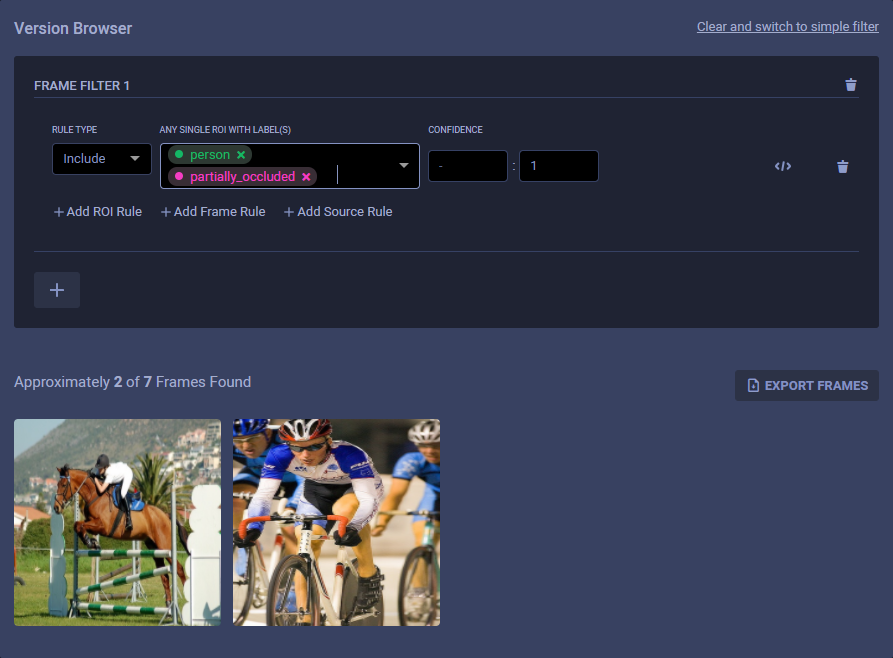 Version Browser
Clear and switch to simple filter
FRAME FILTER 1
RULE TYPE
ANY SINGLE ROI WITH LABEL(S)
CONFIDENCE
Include
person ×
partially_occluded ×
- : 1
</>
+ Add ROI Rule + Add Frame Rule + Add Source Rule
+
Approximately 2 of 7 Frames Found
EXPORT FRAMES